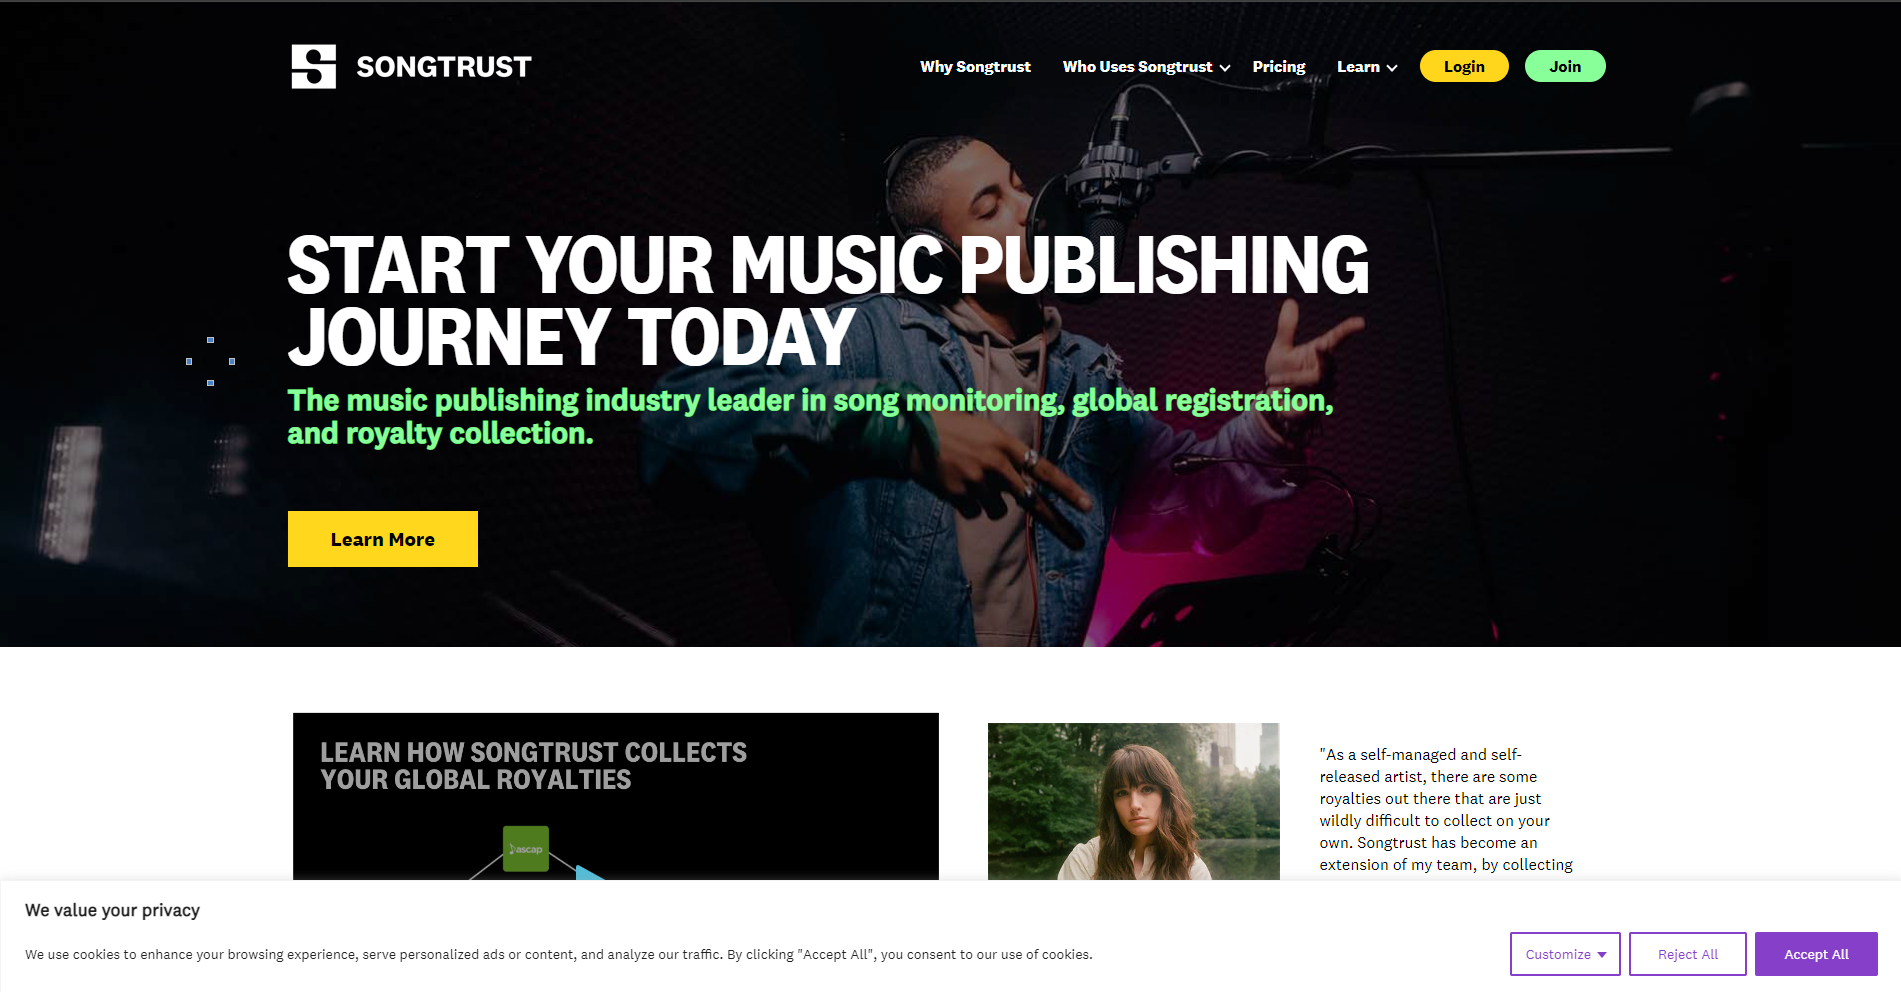 SONGTRUST
Why Songtrust
Who Uses Songtrust
Pricing
Learn
Login
Join
START YOUR MUSIC PUBLISHING
JOURNEY TODAY
The music publishing industry leader in song monitoring, global registration,
and royalty collection.
Learn More
LEARN HOW SONGTRUST COLLECTS
YOUR GLOBAL ROYALTIES
ascap
"As a self-managed and self-
released artist, there are some
royalties out there that are just
wildly difficult to collect on your
own. Songtrust has become an
extension of my team, by collecting
We value your privacy
We use cookies to enhance your browsing experience, serve personalized ads or content, and analyze our traffic. By clicking "Accept All", you consent to our use of cookies.
Customize
Reject All
Accept All